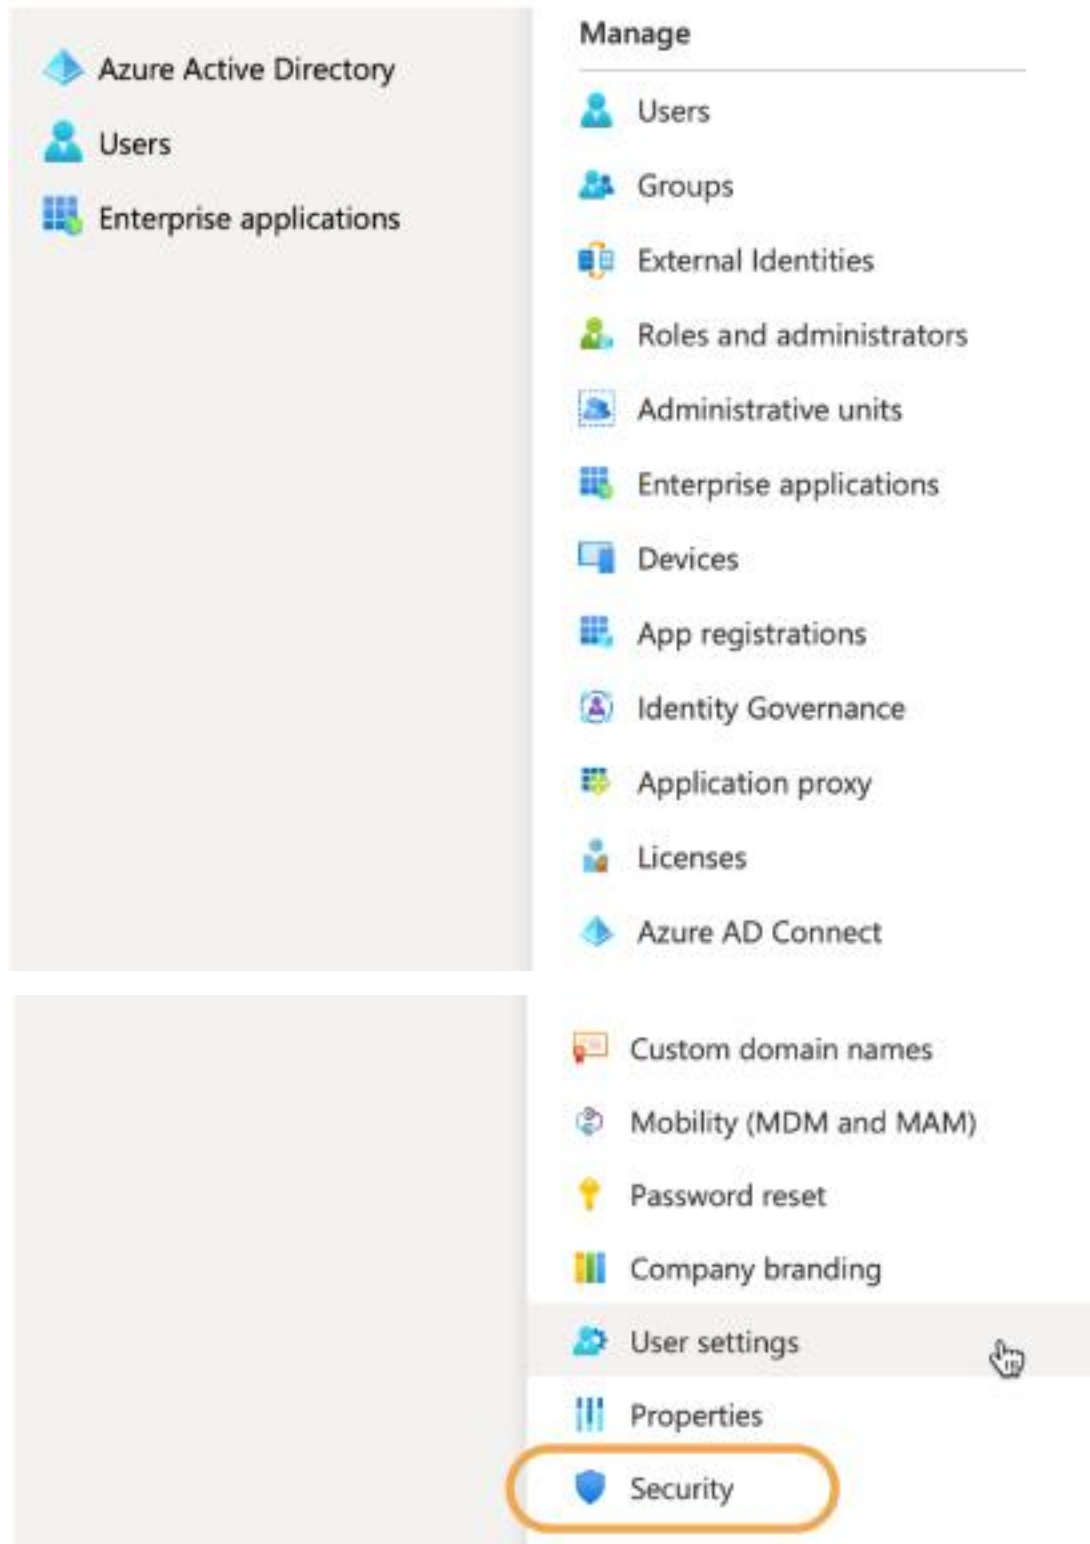 Azure Active Directory
Users
Enterprise applications
Manage
Users
Groups
External Identities
Roles and administrators
Administrative units
Enterprise applications
Devices
App registrations
Identity Governance
Application proxy
Licenses
Azure AD Connect
Custom domain names
Mobility (MDM and MAM)
Password reset
Company branding
User settings
Properties
Security